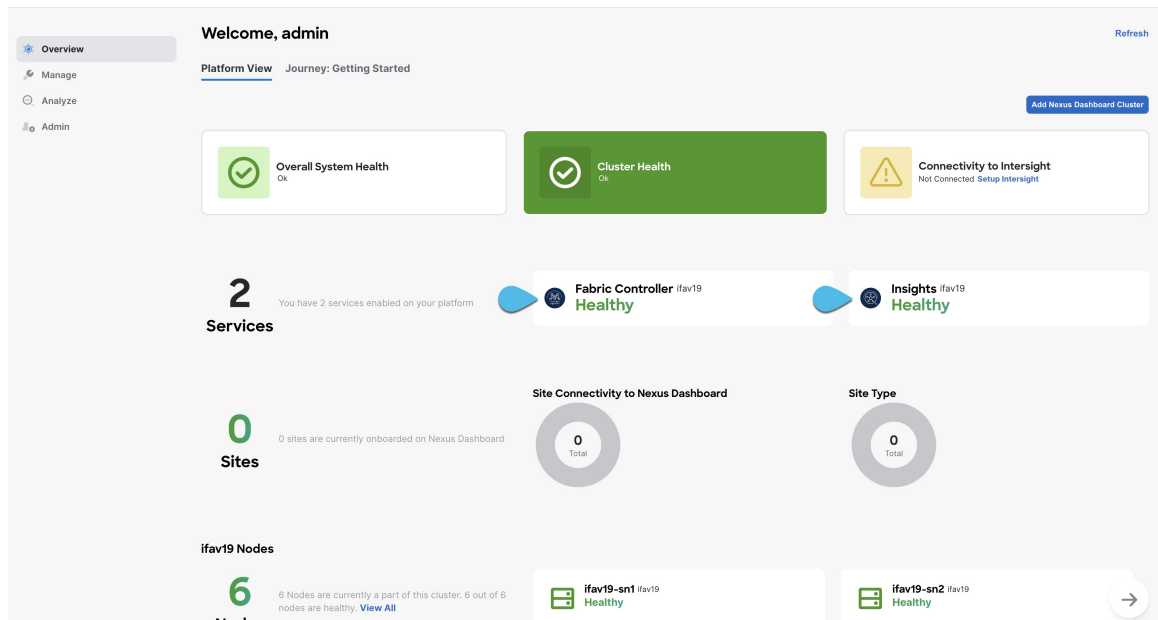 Welcome, admin
Refresh
Overview
Manage
Analyze
Admin
Platform View
Journey: Getting Started
Add Nexus Dashboard Cluster
Overall System Health
Ok
Cluster Health
Ok
Connectivity to Intersight
Not Connected Setup Intersight
2
Services
You have 2 services enabled on your platform
Fabric Controller ifav19
Healthy
Insights ifav19
Healthy
0
Sites
0 sites are currently onboarded on Nexus Dashboard
Site Connectivity to Nexus Dashboard
0
Total
Site Type
0
Total
ifav19 Nodes
6
6 Nodes are currently a part of this cluster. 6 out of 6
nodes are healthy. View All
ifav19-sn1 ifav19
Healthy
ifav19-sn2 ifav19
Healthy